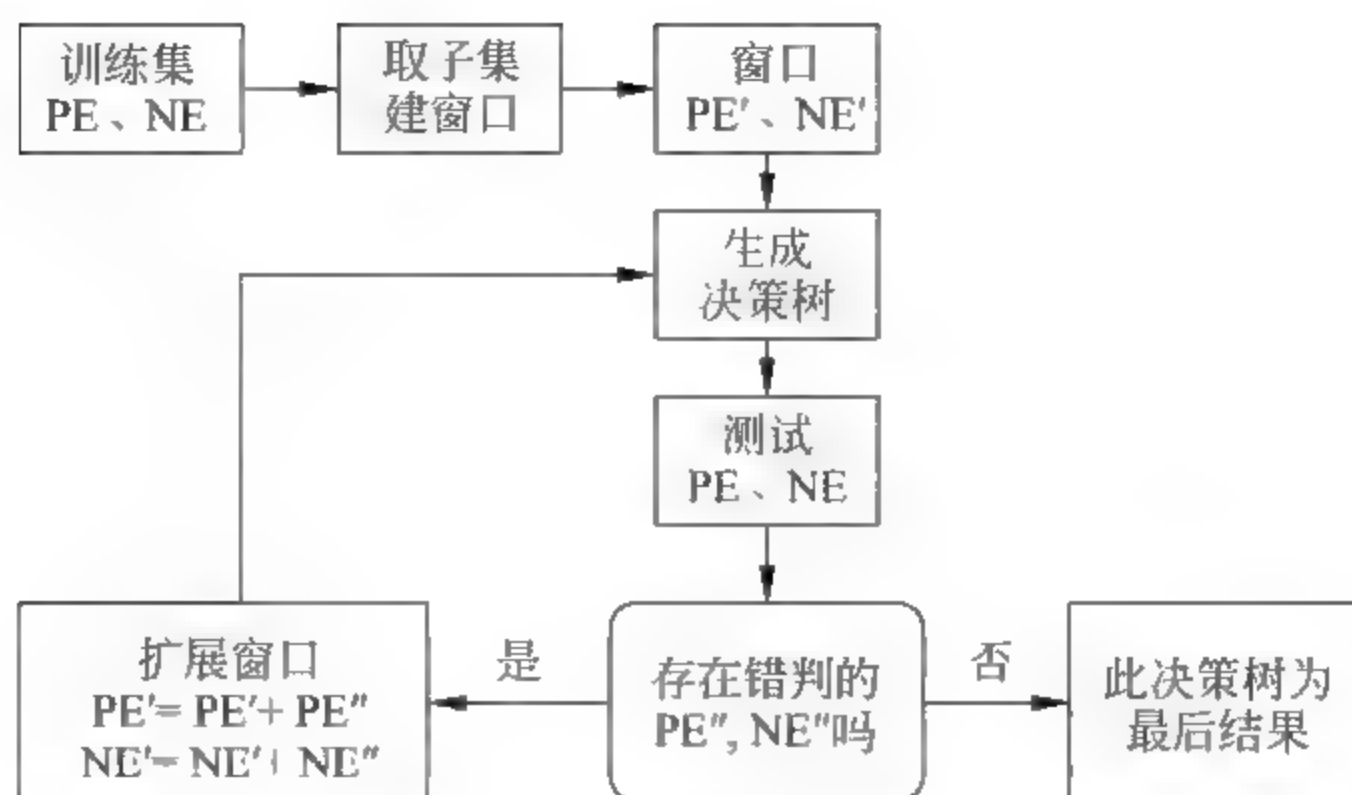 训练集
PE、NE
取子集
建窗口
窗口
PE′、NE′
生成
决策树
测试
PE、NE
存在错判的
PE″, NE″吗
是
否
扩展窗口
PE′= PE′+ PE″
NE′= NE′+ NE″
此决策树为
最后结果